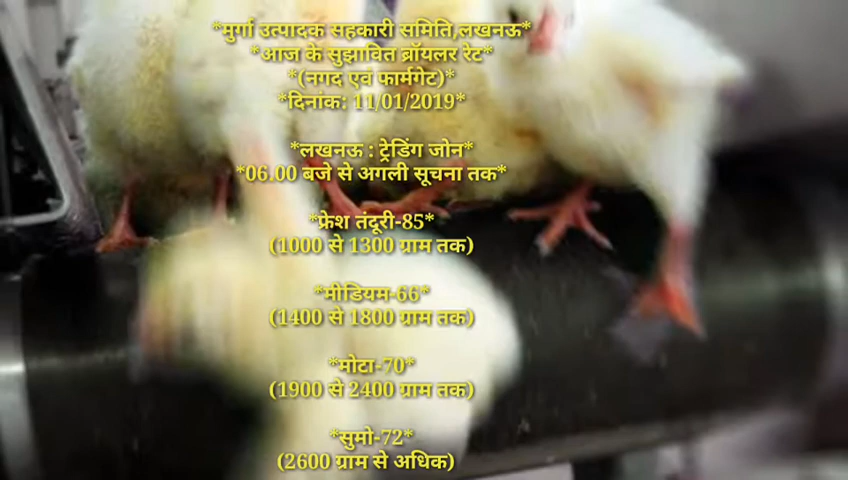 *मुर्गा उत्पादक सहकारी समिति,लखनऊ*
*आज के सुझावित ब्रॉयलर रेट*
*(नगद एवं फार्मगेट)*
*दिनांक: 11/01/2019*
*लखनऊ : ट्रेडिंग जोन*
*06.00 बजे से अगली सूचना तक*
*फ्रेश तंदूरी-85*
(1000 से 1300 ग्राम तक)
*मीडियम-66*
(1400 से 1800 ग्राम तक)
*मोटा-70*
(1900 से 2400 ग्राम तक)
*सुमो-72*
(2600 ग्राम से अधिक)